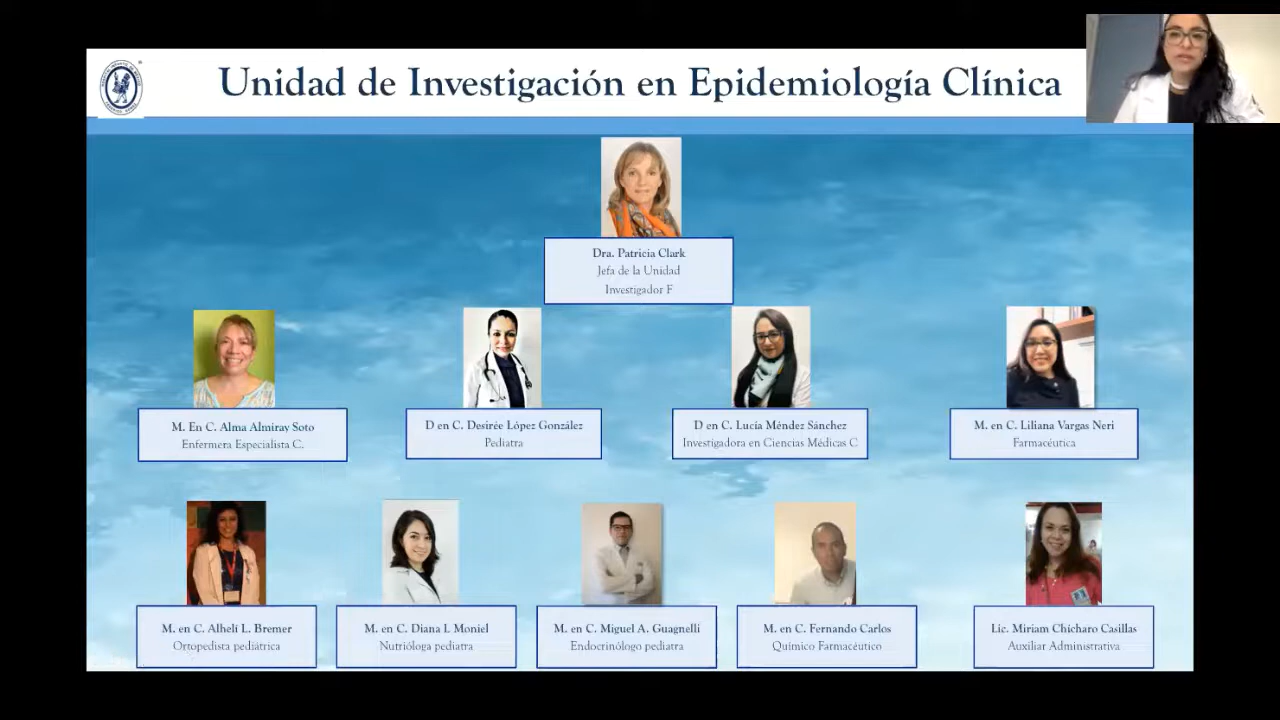 Unidad de Investigación en Epidemiología Clínica
Dra. Patricia Clark
Jefa de la Unidad
Investigador F
M. En C. Alma Almiray Soto
Enfermera Especialista C.
D en C. Desirée López González
Pediatra
D en C. Lucía Méndez Sánchez
Investigadora en Ciencias Médicas C
M. en C. Liliana Vargas Neri
Farmacéutica
M. en C. Alhelí L. Bremer
Ortopedista pediátrica
M. en C. Diana I. Moniel
Nutrióloga pediatra
M. en C. Miguel A. Guagnelli
Endocrinólogo pediatra
M. en C. Fernando Carlos
Químico Farmacéutico
Lic. Miriam Chícharo Casillas
Auxiliar Administrativa